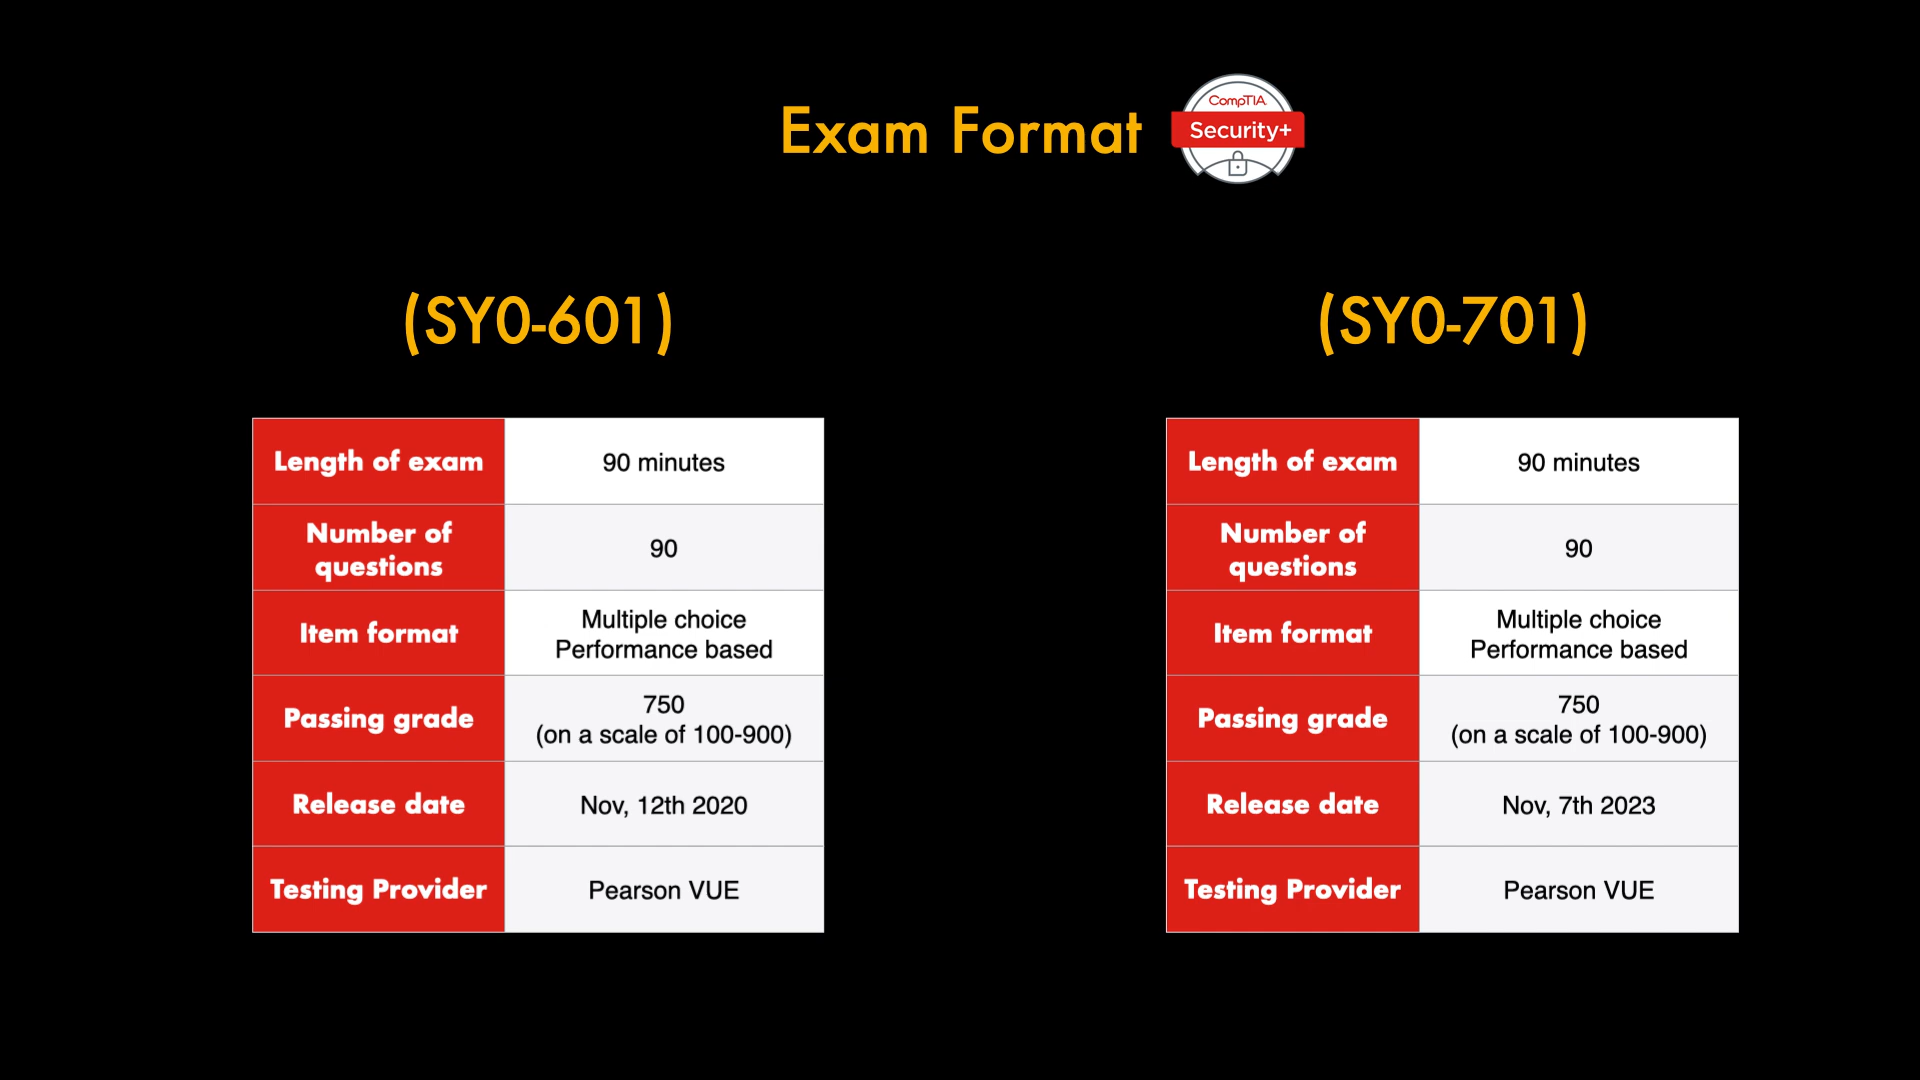 Exam Format
CompTIA.
Security+
(SY0-601)
Length of exam
90 minutes
Number of
questions
90
Item format
Multiple choice
Performance based
Passing grade
750
(on a scale of 100-900)
Release date
Nov, 12th 2020
Testing Provider
Pearson VUE
(SY0-701)
Length of exam
90 minutes
Number of
questions
90
Item format
Multiple choice
Performance based
Passing grade
750
(on a scale of 100-900)
Release date
Nov, 7th 2023
Testing Provider
Pearson VUE